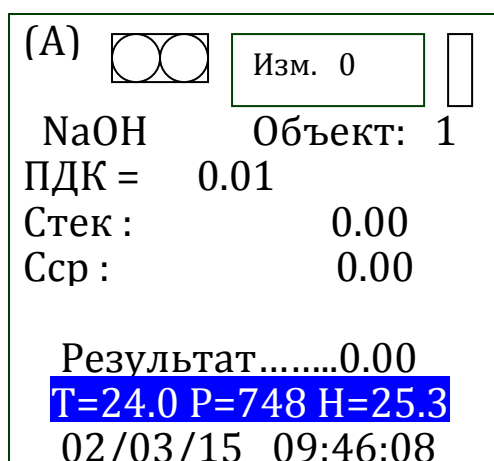 (А) Изм. 0
NaOH Объект: 1
ПДК = 0.01
Стек : 0.00
Сср : 0.00
Результат........0.00
T=24.0 P=748 H=25.3
02/03/15 09:46:08